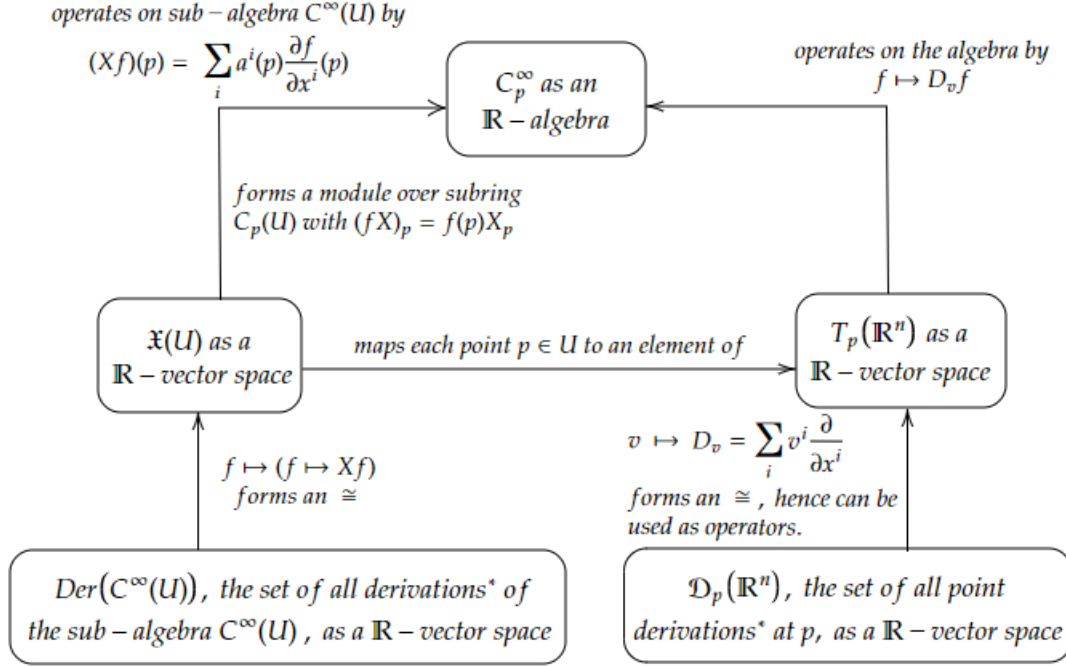 operates on sub – algebra C^∞(U) by
(Xf)(p) = ∑_i a^i(p) ∂f/∂x^i (p)
C_p^∞ as an
ℝ – algebra
operates on the algebra by
f ↦ D_v f
forms a module over subring
C_p(U) with (fX)_p = f(p)X_p
𝔛(U) as a
ℝ – vector space
maps each point p ∈ U to an element of
T_p(ℝ^n) as a
ℝ – vector space
f ↦ (f ↦ Xf)
forms an ≅
v ↦ D_v = ∑_i v^i ∂/∂x^i
forms an ≅ , hence can be
used as operators.
Der(C^∞(U)), the set of all derivations* of
the sub – algebra C^∞(U) , as a ℝ – vector space
𝔇_p(ℝ^n), the set of all point
derivations* at p, as a ℝ – vector space